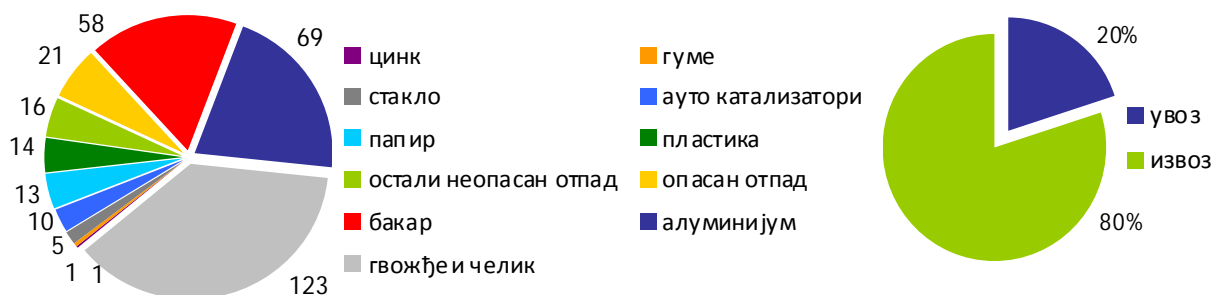 58
69
21
16
14
13
10
5
1
1
123
цинк
гуме
стакло
ауто катализатори
папир
пластика
остали неопасан отпад
опасан отпад
бакар
алуминијум
гвожђе и челик
20%
увоз
извоз
80%